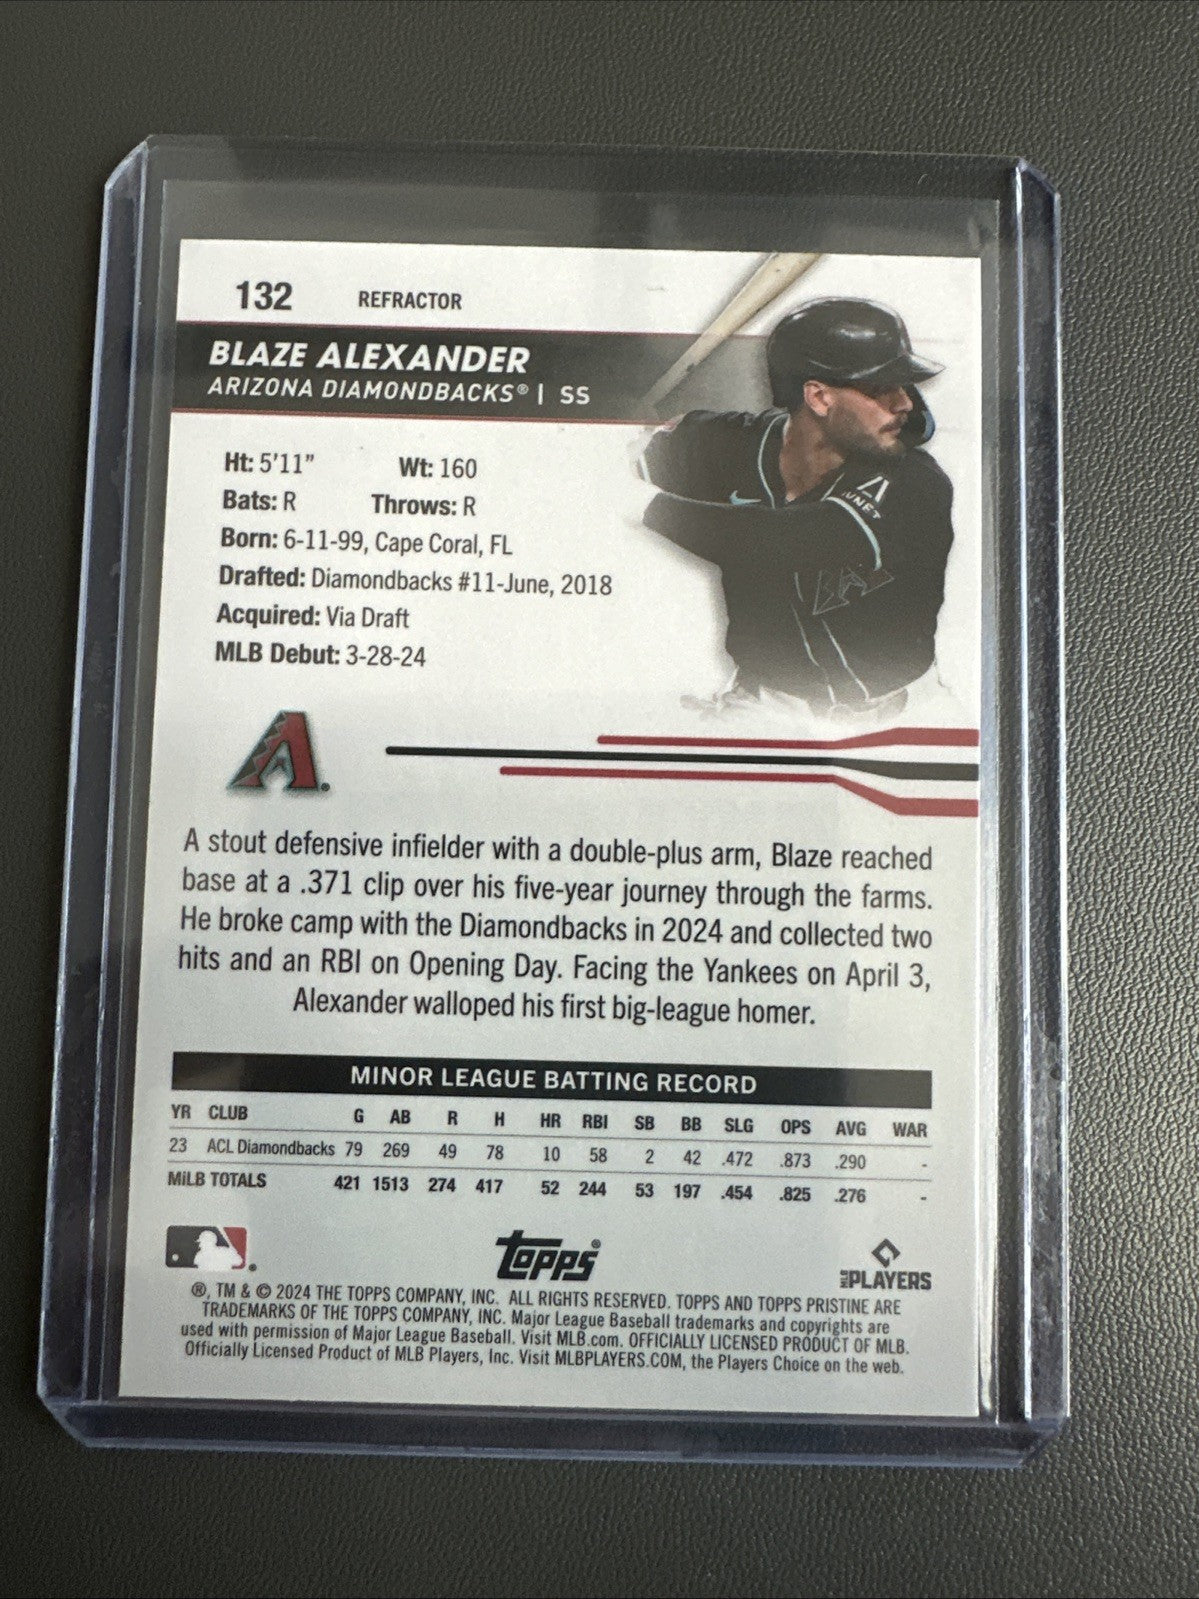 132 REFRACTOR
BLAZE ALEXANDER
ARIZONA DIAMONDBACKS® | SS
Ht: 5'11" Wt: 160
Bats: R Throws: R
Born: 6-11-99, Cape Coral, FL
Drafted: Diamondbacks #11-June, 2018
Acquired: Via Draft
MLB Debut: 3-28-24
A stout defensive infielder with a double-plus arm, Blaze reached
base at a .371 clip over his five-year journey through the farms.
He broke camp with the Diamondbacks in 2024 and collected two
hits and an RBI on Opening Day. Facing the Yankees on April 3,
Alexander walloped his first big-league homer.
MINOR LEAGUE BATTING RECORD
YR CLUB G AB R H HR RBI SB BB SLG OPS AVG WAR
23 ACL Diamondbacks 79 269 49 78 10 58 2 42 .472 .873 .290 -
MiLB TOTALS 421 1513 274 417 52 244 53 197 .454 .825 .276 -
topps®
MLB PLAYERS
®, TM & © 2024 THE TOPPS COMPANY, INC. ALL RIGHTS RESERVED. TOPPS AND TOPPS PRISTINE ARE
TRADEMARKS OF THE TOPPS COMPANY, INC. Major League Baseball trademarks and copyrights are
used with permission of Major League Baseball. Visit MLB.com. OFFICIALLY LICENSED PRODUCT OF MLB.
Officially Licensed Product of MLB Players, Inc. Visit MLBPLAYERS.COM, the Players Choice on the web.